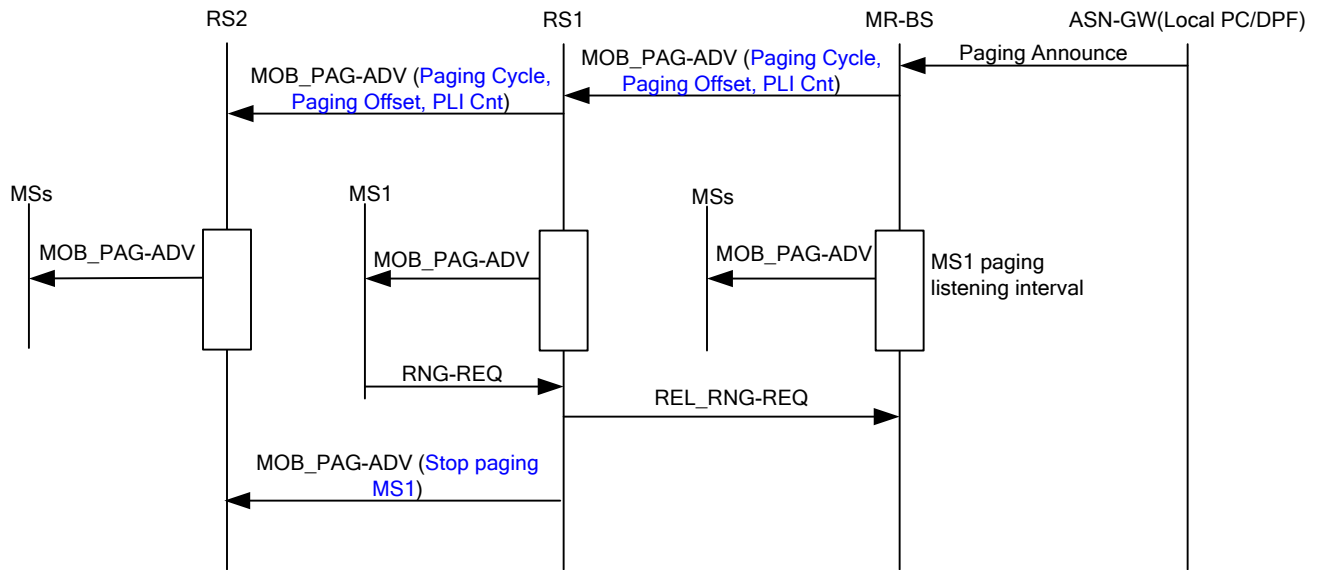 RS2
RS1
MR-BS
ASN-GW(Local PC/DPF)
Paging Announce
MOB_PAG-ADV (Paging Cycle,
Paging Offset, PLI Cnt)
MOB_PAG-ADV (Paging Cycle,
Paging Offset, PLI Cnt)
MSs
MS1
MSs
MOB_PAG-ADV
MOB_PAG-ADV
MOB_PAG-ADV
MS1 paging
listening interval
RNG-REQ
REL_RNG-REQ
MOB_PAG-ADV (Stop paging
MS1)